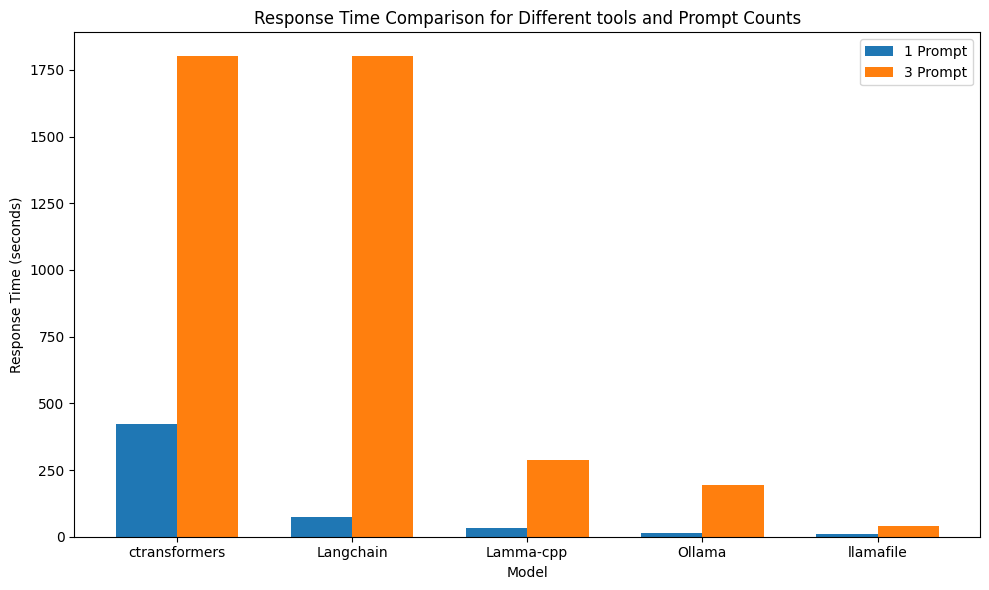 Response Time Comparison for Different tools and Prompt Counts
1 Prompt
3 Prompt
Response Time (seconds)
1750
1500
1250
1000
750
500
250
0
ctransformers
Langchain
Lamma-cpp
Ollama
llamafile
Model